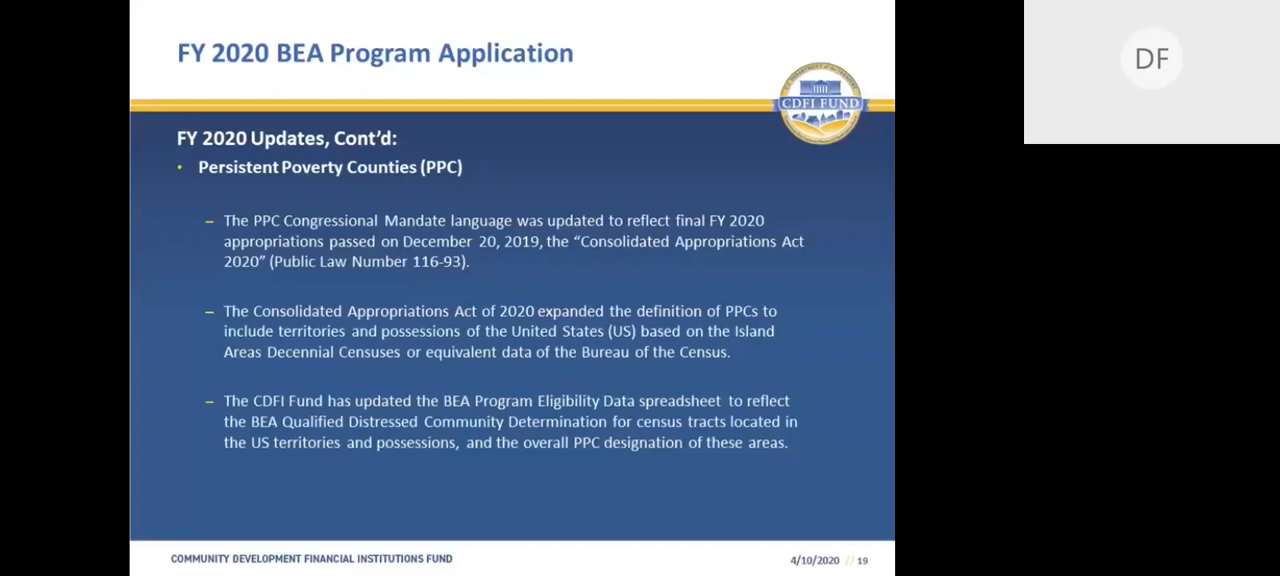 FY 2020 BEA Program Application
DF
CDFI FUND
FY 2020 Updates, Cont'd:
• Persistent Poverty Counties (PPC)
– The PPC Congressional Mandate language was updated to reflect final FY 2020
appropriations passed on December 20, 2019, the “Consolidated Appropriations Act
2020” (Public Law Number 116-93).
– The Consolidated Appropriations Act of 2020 expanded the definition of PPCs to
include territories and possessions of the United States (US) based on the Island
Areas Decennial Censuses or equivalent data of the Bureau of the Census.
– The CDFI Fund has updated the BEA Program Eligibility Data spreadsheet to reflect
the BEA Qualified Distressed Community Determination for census tracts located in
the US territories and possessions, and the overall PPC designation of these areas.
COMMUNITY DEVELOPMENT FINANCIAL INSTITUTIONS FUND
4/10/2020 // 19